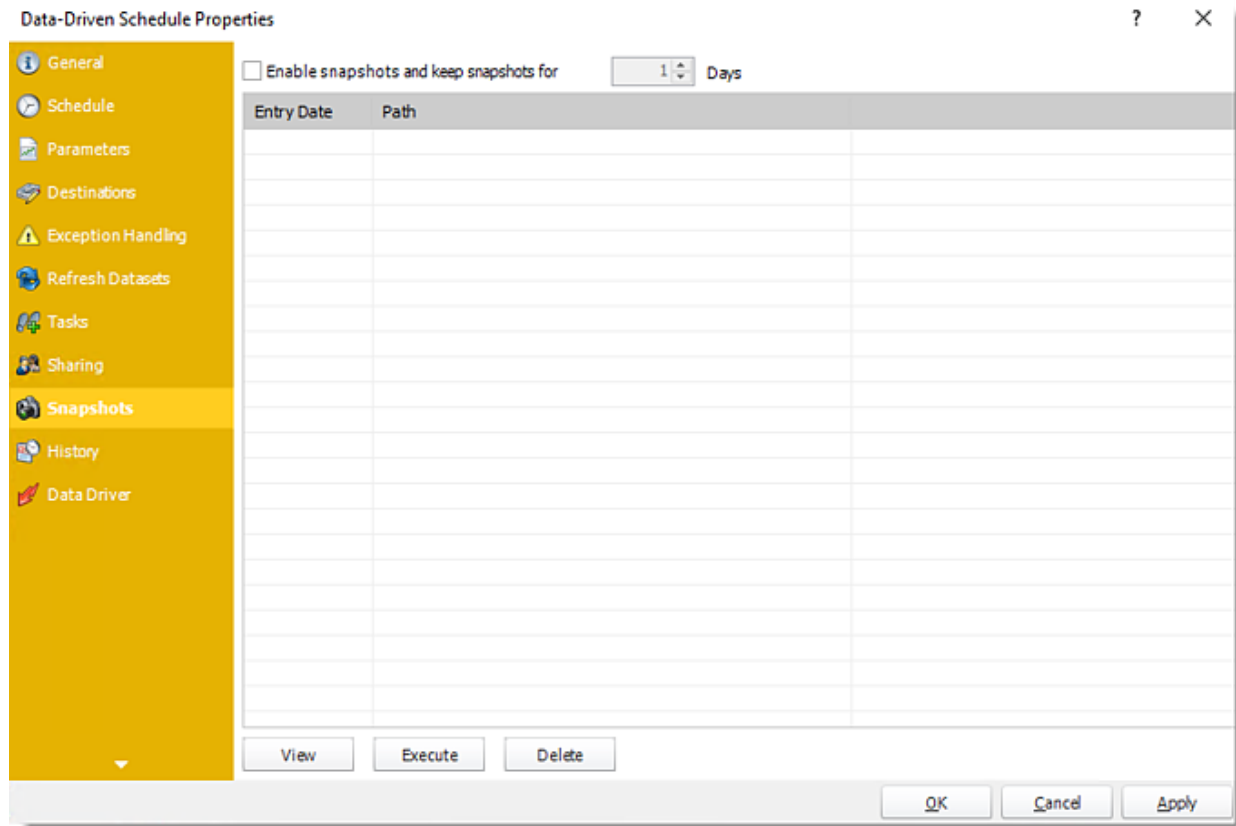 Data-Driven Schedule Properties ?
General
Schedule
Parameters
Destinations
Exception Handling
Refresh Datasets
Tasks
Sharing
Snapshots
History
Data Driver
Enable snapshots and keep snapshots for 1 Days
Entry Date Path
View Execute Delete
OK Cancel Apply